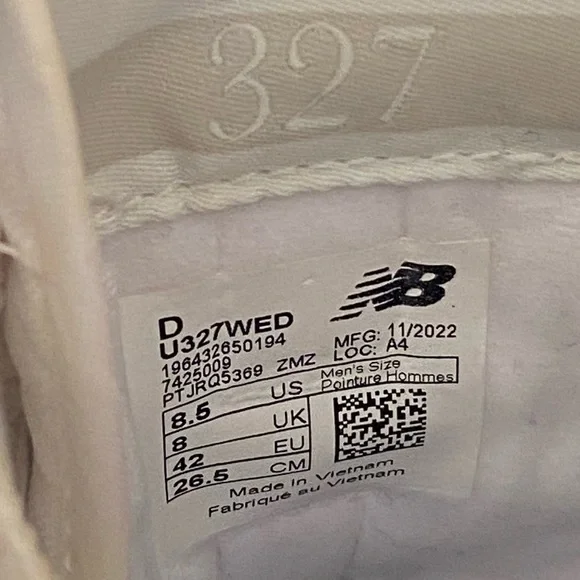 327
NB
D
U327WED
196432650194
7425009
PTJRQ5369 ZMZ
MFG: 11/2022
LOC: A4
8.5 US
8 UK
42 EU
26.5 CM
Men's Size
Pointure Hommes
Made in Vietnam
Fabriqué au Vietnam